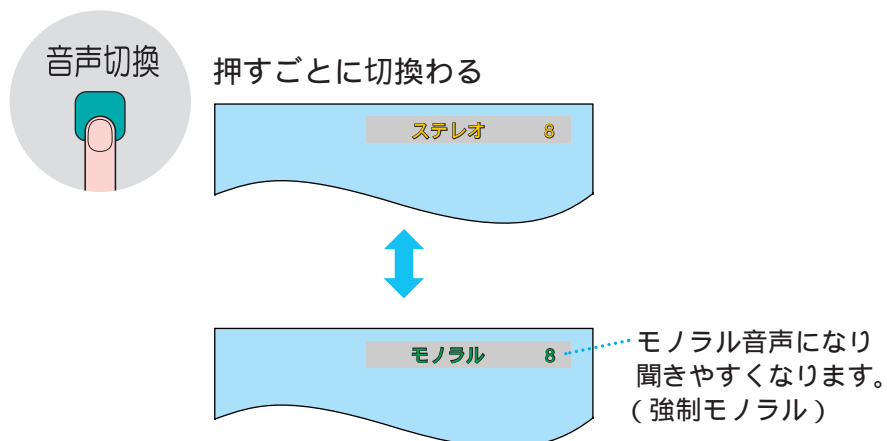 音声切換
押すごとに切換わる
ステレオ 8
モノラル 8
モノラル音声になり
聞きやすくなります。
(強制モノラル)